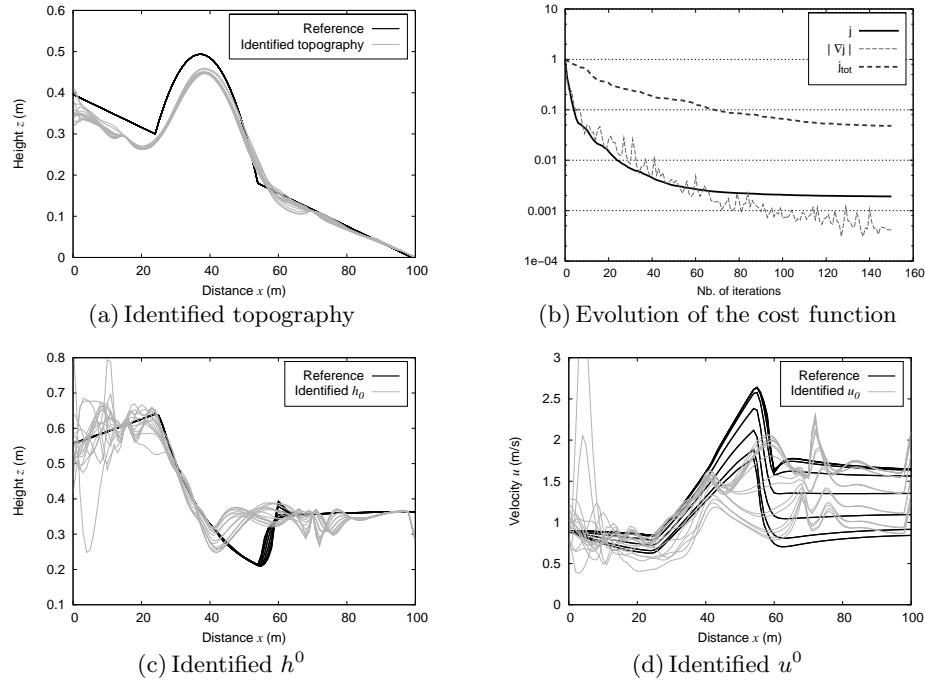 0.6
0.5
0.4
0.3
0.2
0.1
0
0 20 40 60 80 100
Height z (m)
Distance x (m)
Reference
Identified topography
(a) Identified topography
10
1
0.1
0.01
0.001
1e−04
0 20 40 60 80 100 120 140 160
Nb. of iterations
j
| ∇j |
jtot
(b) Evolution of the cost function
0.8
0.7
0.6
0.5
0.4
0.3
0.2
0.1
0 20 40 60 80 100
Height z (m)
Distance x (m)
Reference
Identified h0
(c) Identified h⁰
3
2.5
2
1.5
1
0.5
0
0 20 40 60 80 100
Velocity u (m/s)
Distance x (m)
Reference
Identified u0
(d) Identified u⁰